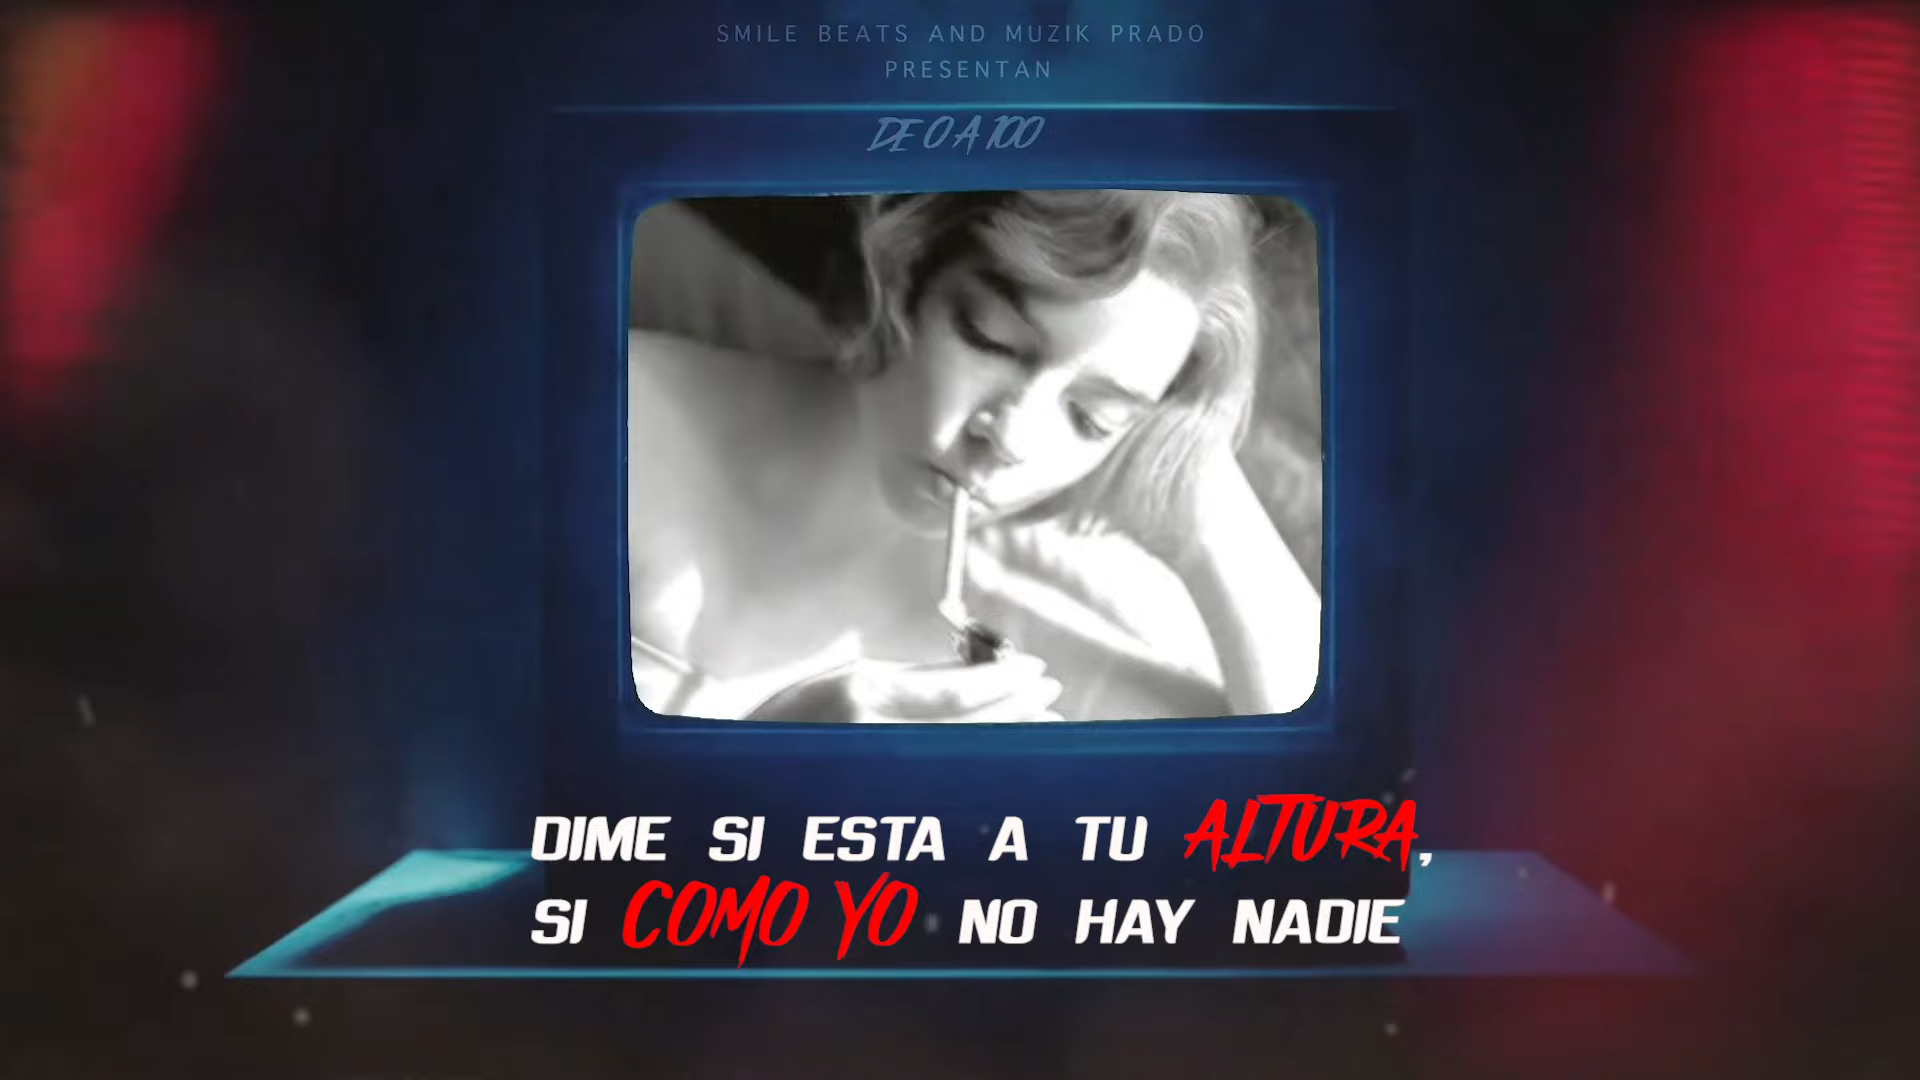 SMILE BEATS AND MUZIK PRADO
PRESENTAN
DE 0 A 100
DIME SI ESTA A TU ALTURA,
SI COMO YO NO HAY NADIE